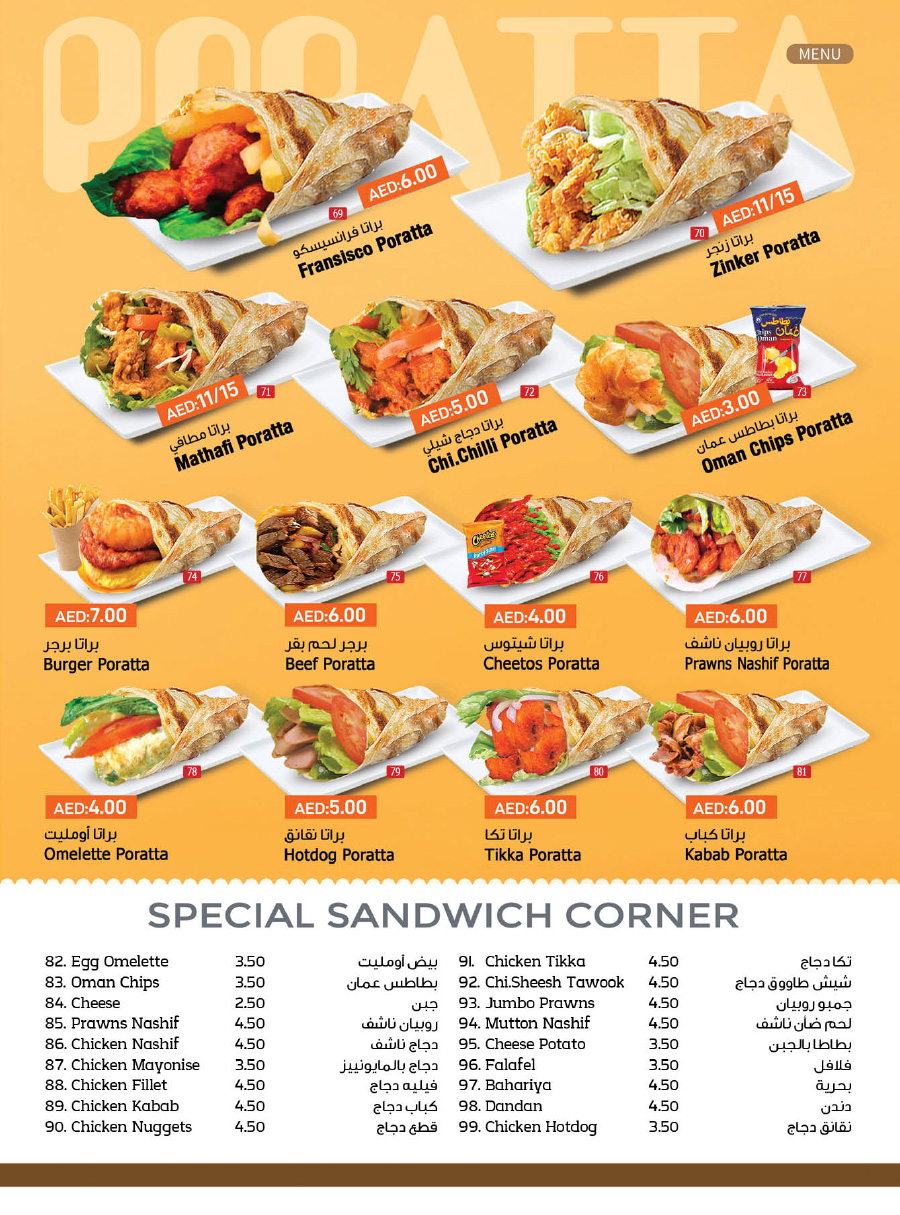 PORATTA
MENU
AED:6.00
69
براتا فرانسيسكو
Fransisco Poratta
AED:11/15
70
براتا زنجر
Zinker Poratta
AED:11/15
71
براتا مطافي
Mathafi Poratta
AED:5.00
72
براتا دجاج شيلي
Chi.Chilli Poratta
بطاطس
عمان
Chips
Oman
AED:3.00
73
براتا بطاطس عمان
Oman Chips Poratta
74
AED:7.00
براتا برجر
Burger Poratta
75
AED:6.00
برجر لحم بقر
Beef Poratta
Cheetos
76
AED:4.00
براتا شيتوس
Cheetos Poratta
77
AED:6.00
براتا روبيان ناشف
Prawns Nashif Poratta
78
AED:4.00
براتا أومليت
Omelette Poratta
79
AED:5.00
براتا نقانق
Hotdog Poratta
80
AED:6.00
براتا تكا
Tikka Poratta
81
AED:6.00
براتا كباب
Kabab Poratta
SPECIAL SANDWICH CORNER
82. Egg Omelette 3.50 بيض أومليت
83. Oman Chips 3.50 بطاطس عمان
84. Cheese 2.50 جبن
85. Prawns Nashif 4.50 روبيان ناشف
86. Chicken Nashif 4.50 دجاج ناشف
87. Chicken Mayonise 3.50 دجاج بالمايونييز
88. Chicken Fillet 4.50 فيليه دجاج
89. Chicken Kabab 4.50 كباب دجاج
90. Chicken Nuggets 4.50 قطع دجاج
91. Chicken Tikka 4.50 تكا دجاج
92. Chi.Sheesh Tawook 4.50 شيش طاووق دجاج
93. Jumbo Prawns 4.50 جمبو روبيان
94. Mutton Nashif 4.50 لحم ضأن ناشف
95. Cheese Potato 3.50 بطاطا بالجبن
96. Falafel 3.50 فلافل
97. Bahariya 4.50 بحرية
98. Dandan 4.50 دندن
99. Chicken Hotdog 3.50 نقانق دجاج